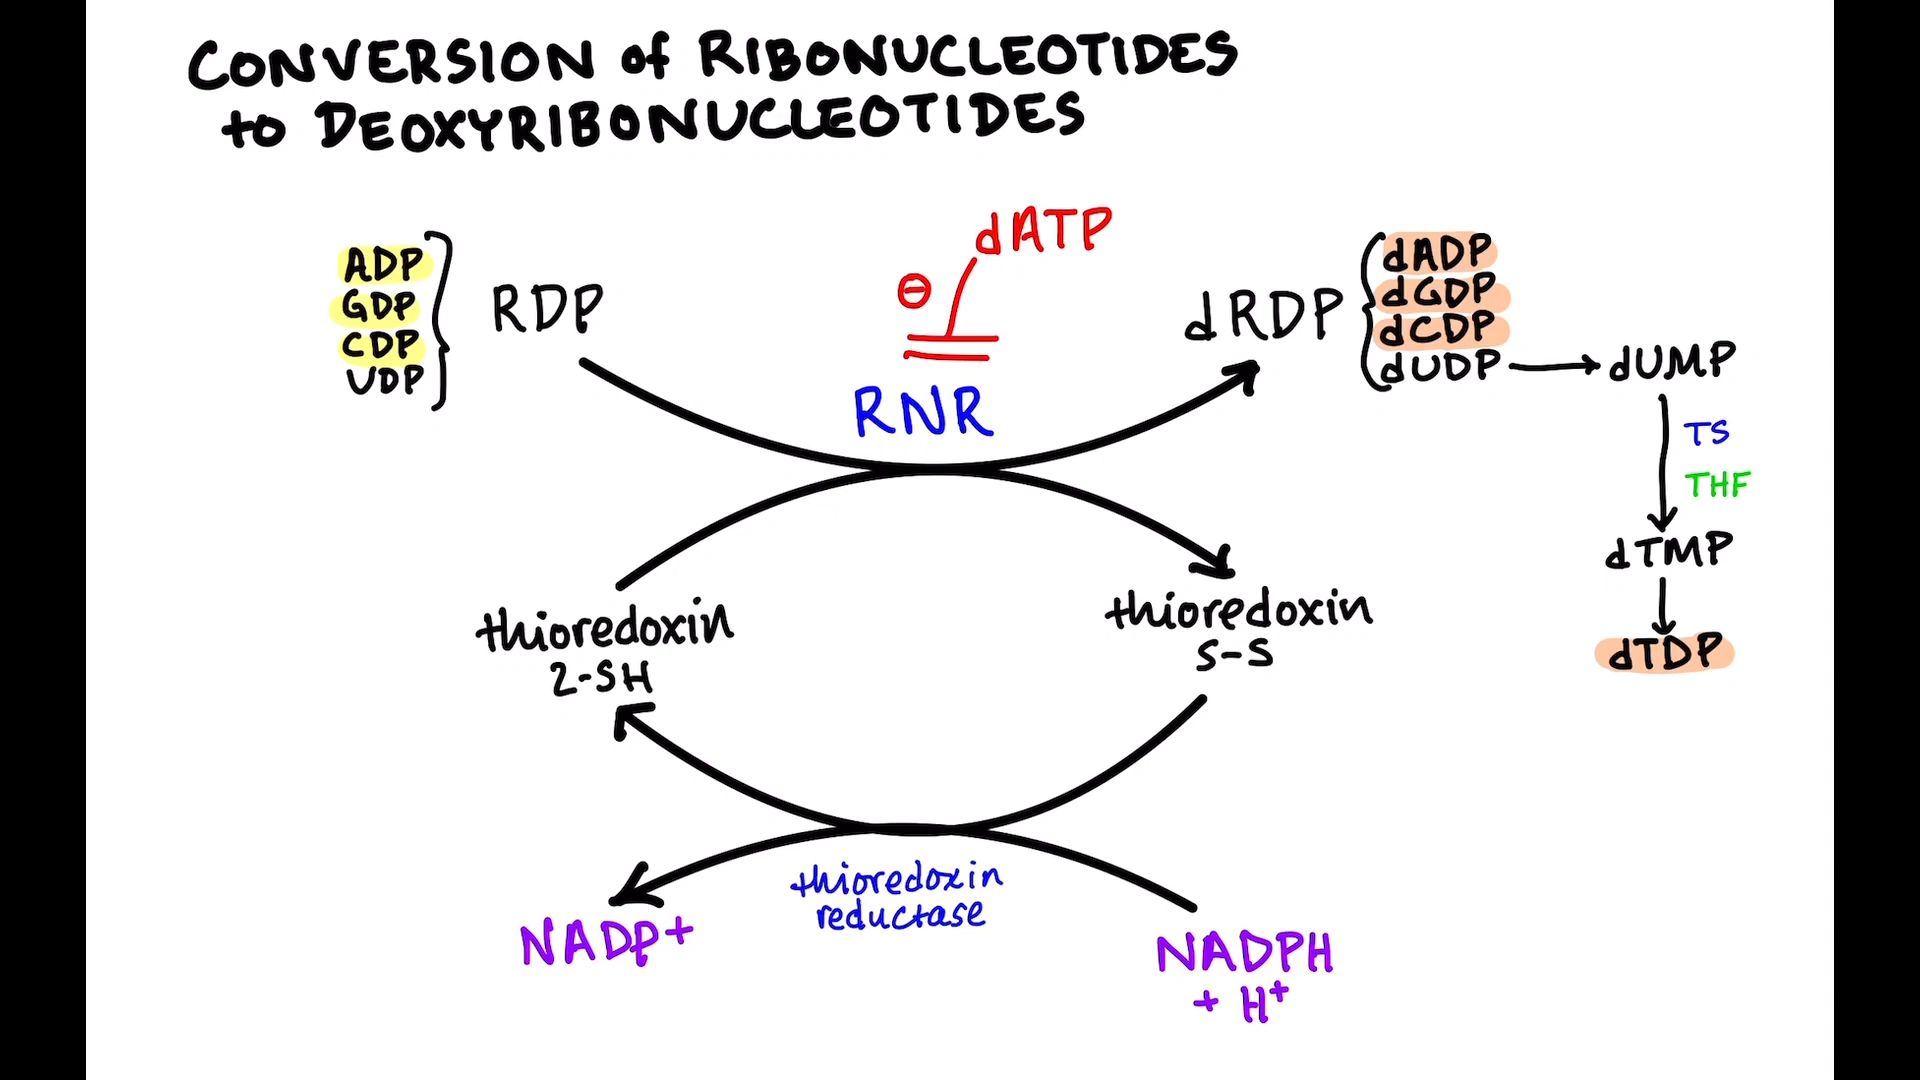 CONVERSION of RIBONUCLEOTIDES
to DEOXYRIBONUCLEOTIDES
dATP
⊖
ADP
GDP
CDP
UDP
RDP
RNR
dRDP
dADP
dGDP
dCDP
dUDP
dUMP
TS
THF
dTMP
dTDP
thioredoxin
2-SH
thioredoxin
S-S
thioredoxin
reductase
NADP+
NADPH
+ H+